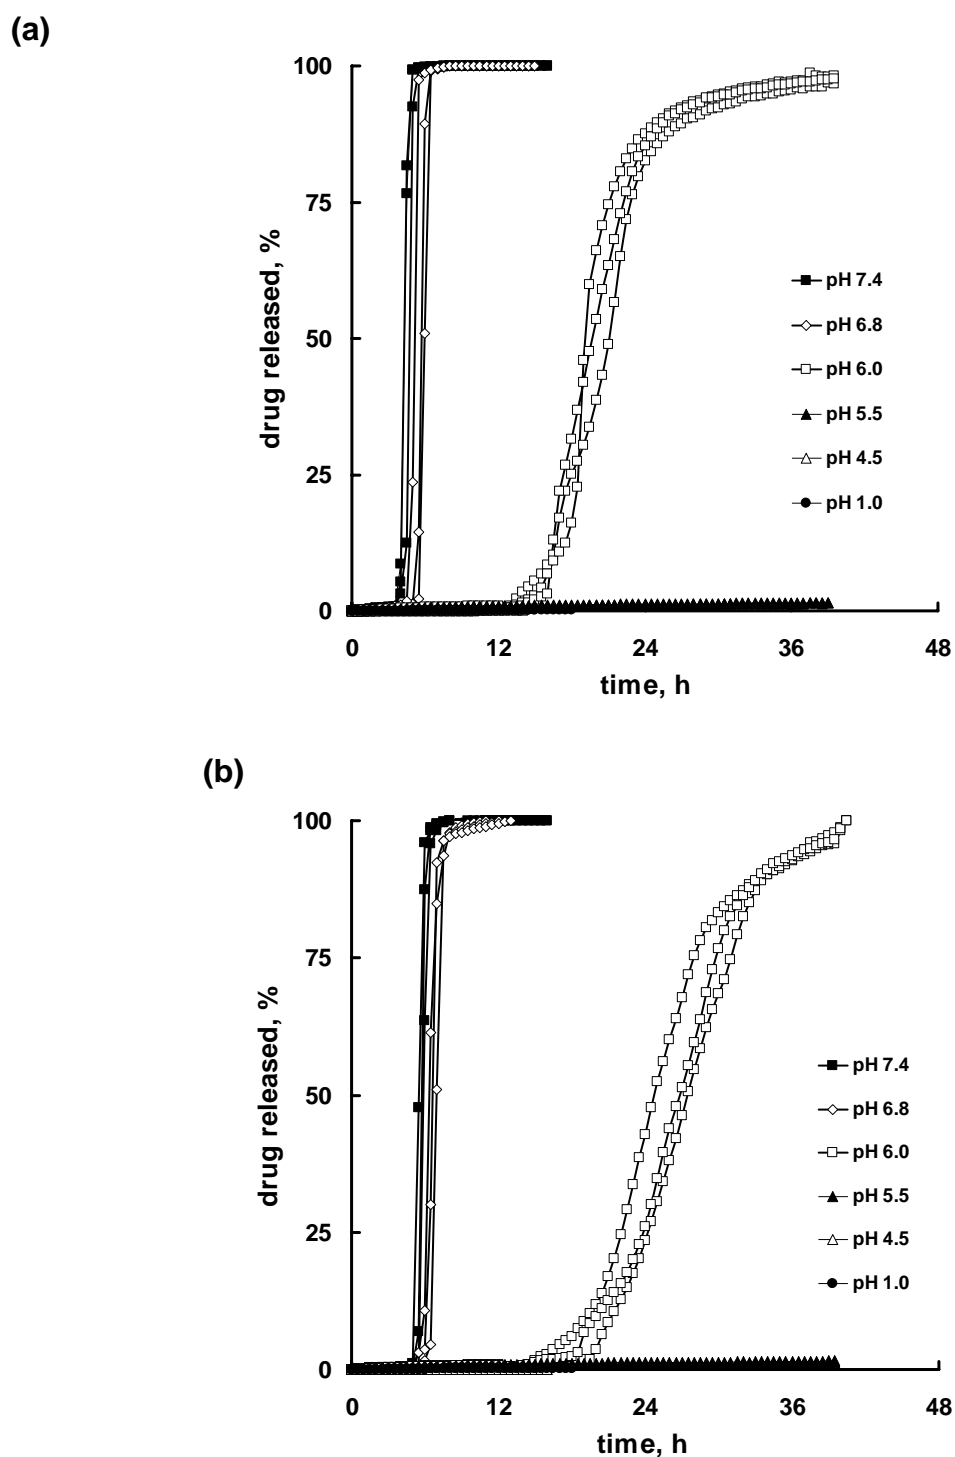 (a)
drug released, %
100
75
50
25
0
0 12 24 36 48
time, h
pH 7.4
pH 6.8
pH 6.0
pH 5.5
pH 4.5
pH 1.0
(b)
drug released, %
100
75
50
25
0
0 12 24 36 48
time, h
pH 7.4
pH 6.8
pH 6.0
pH 5.5
pH 4.5
pH 1.0